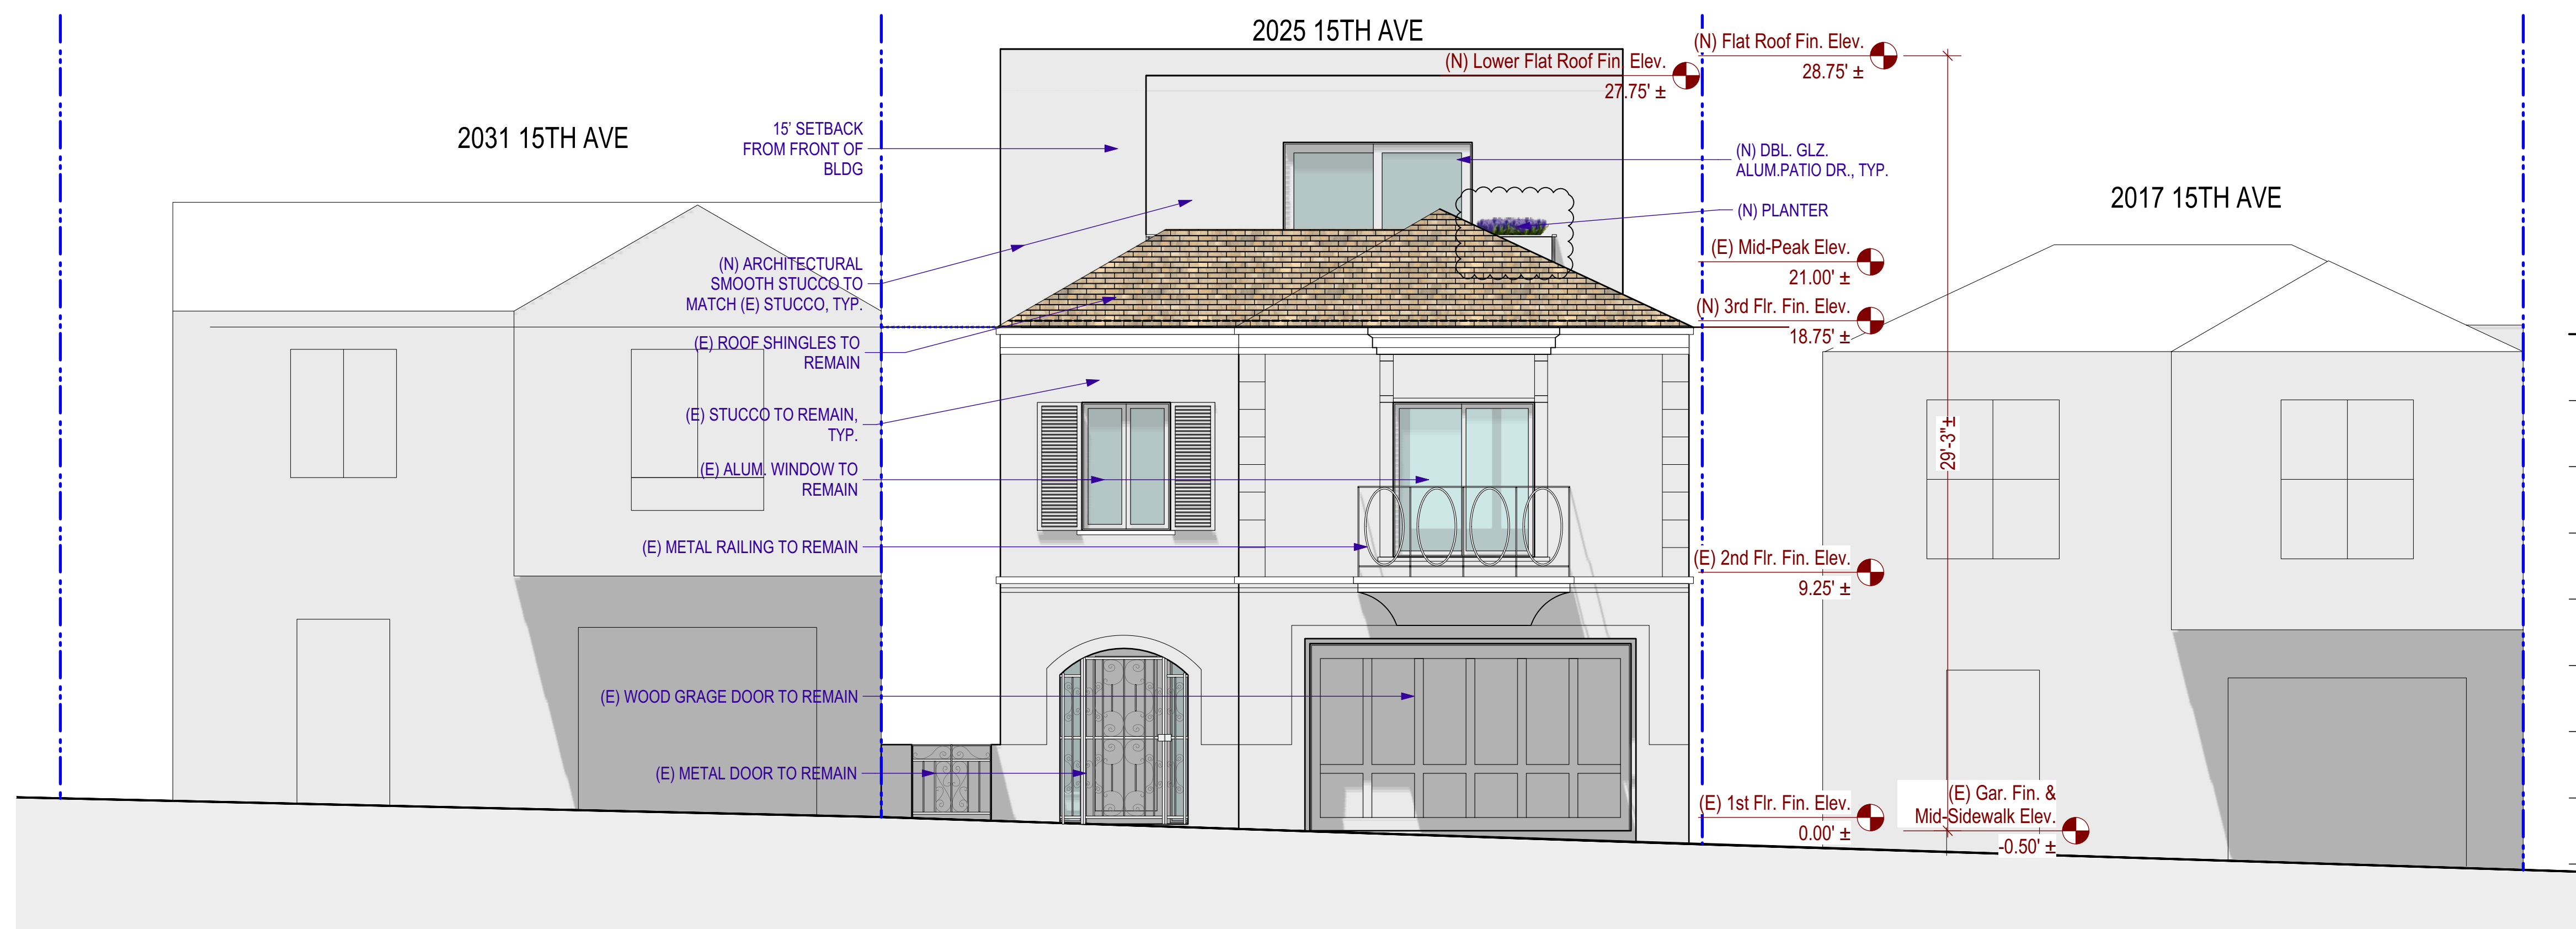 2025 15TH AVE
2031 15TH AVE
2017 15TH AVE
15' SETBACK
FROM FRONT OF
BLDG
(N) ARCHITECTURAL
SMOOTH STUCCO TO
MATCH (E) STUCCO, TYP.
(E) ROOF SHINGLES TO
REMAIN
(E) STUCCO TO REMAIN,
TYP.
(E) ALUM. WINDOW TO
REMAIN
(E) METAL RAILING TO REMAIN
(E) WOOD GRAGE DOOR TO REMAIN
(E) METAL DOOR TO REMAIN
(N) Lower Flat Roof Fin. Elev.
27.75' ±
(N) Flat Roof Fin. Elev.
28.75' ±
(N) DBL. GLZ.
ALUM.PATIO DR., TYP.
(N) PLANTER
(E) Mid-Peak Elev.
21.00' ±
(N) 3rd Flr. Fin. Elev.
18.75' ±
29'-3"±
(E) 2nd Flr. Fin. Elev.
9.25' ±
(E) 1st Flr. Fin. Elev.
0.00' ±
(E) Gar. Fin. &
Mid-Sidewalk Elev.
-0.50' ±